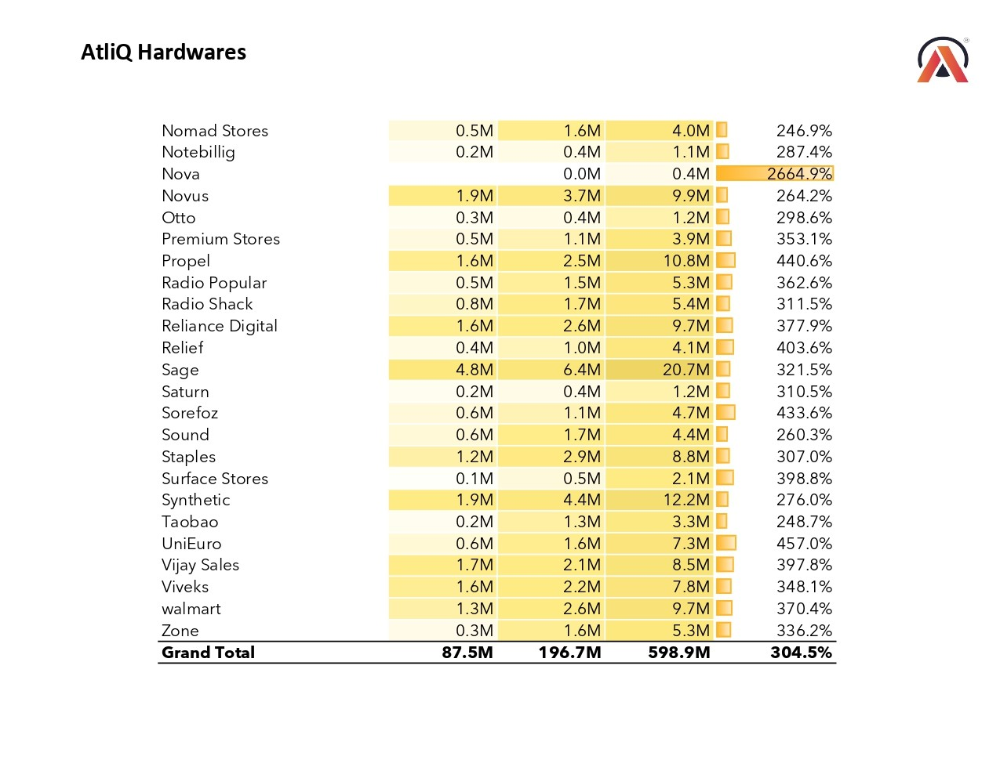 AtliQ Hardwares
®
Nomad Stores 0.5M 1.6M 4.0M 246.9%
Notebillig 0.2M 0.4M 1.1M 287.4%
Nova 0.0M 0.4M 2664.9%
Novus 1.9M 3.7M 9.9M 264.2%
Otto 0.3M 0.4M 1.2M 298.6%
Premium Stores 0.5M 1.1M 3.9M 353.1%
Propel 1.6M 2.5M 10.8M 440.6%
Radio Popular 0.5M 1.5M 5.3M 362.6%
Radio Shack 0.8M 1.7M 5.4M 311.5%
Reliance Digital 1.6M 2.6M 9.7M 377.9%
Relief 0.4M 1.0M 4.1M 403.6%
Sage 4.8M 6.4M 20.7M 321.5%
Saturn 0.2M 0.4M 1.2M 310.5%
Sorefoz 0.6M 1.1M 4.7M 433.6%
Sound 0.6M 1.7M 4.4M 260.3%
Staples 1.2M 2.9M 8.8M 307.0%
Surface Stores 0.1M 0.5M 2.1M 398.8%
Synthetic 1.9M 4.4M 12.2M 276.0%
Taobao 0.2M 1.3M 3.3M 248.7%
UniEuro 0.6M 1.6M 7.3M 457.0%
Vijay Sales 1.7M 2.1M 8.5M 397.8%
Viveks 1.6M 2.2M 7.8M 348.1%
walmart 1.3M 2.6M 9.7M 370.4%
Zone 0.3M 1.6M 5.3M 336.2%
Grand Total 87.5M 196.7M 598.9M 304.5%